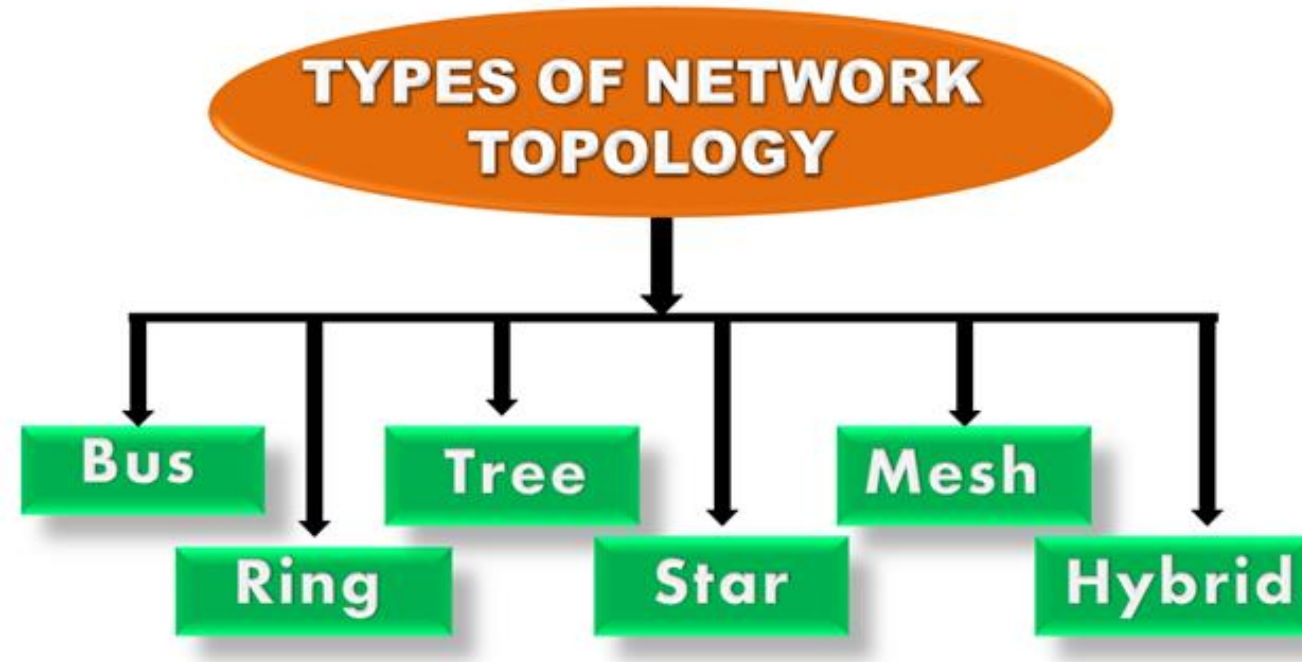 TYPES OF NETWORK
TOPOLOGY
Bus
Tree
Mesh
Ring
Star
Hybrid